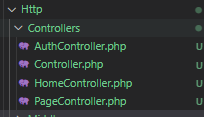 Http
Controllers
AuthController.php U
Controller.php U
HomeController.php U
PageController.php U